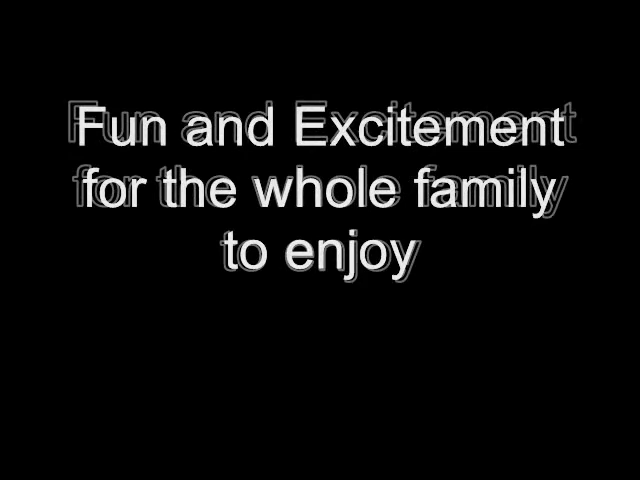 Fun and Excitement
for the whole family
to enjoy